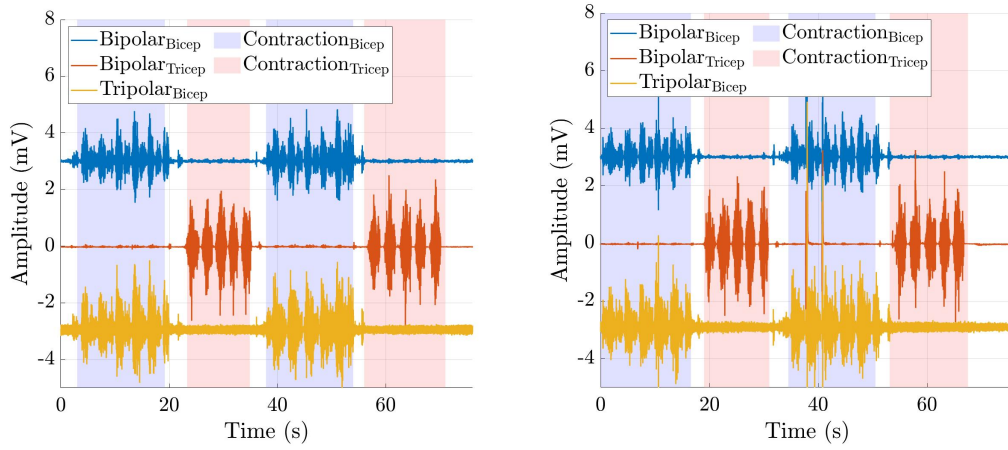 8
6
4
2
0
-2
-4
Amplitude (mV)
Bipolar_Bicep Contraction_Bicep
Bipolar_Tricep Contraction_Tricep
Tripolar_Bicep
0 20 40 60
Time (s)
8
6
4
2
0
-2
-4
Amplitude (mV)
Bipolar_Bicep Contraction_Bicep
Bipolar_Tricep Contraction_Tricep
Tripolar_Bicep
0 20 40 60
Time (s)